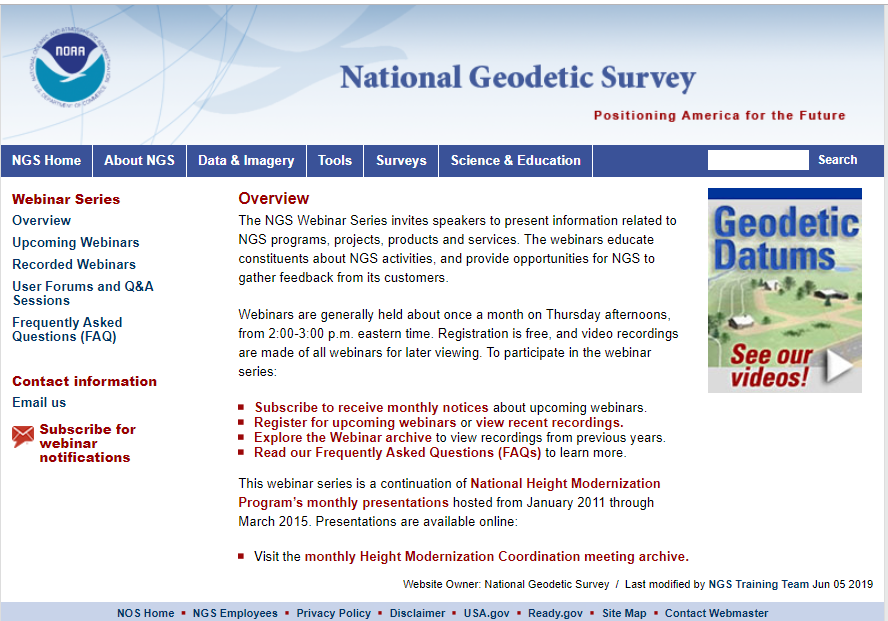 NOAA
NATIONAL OCEANIC AND ATMOSPHERIC ADMINISTRATION
U.S. DEPARTMENT OF COMMERCE
National Geodetic Survey
Positioning America for the Future
NGS Home About NGS Data & Imagery Tools Surveys Science & Education Search
Webinar Series
Overview
Upcoming Webinars
Recorded Webinars
User Forums and Q&A
Sessions
Frequently Asked
Questions (FAQ)
Contact information
Email us
Subscribe for
webinar
notifications
Overview
The NGS Webinar Series invites speakers to present information related to
NGS programs, projects, products and services. The webinars educate
constituents about NGS activities, and provide opportunities for NGS to
gather feedback from its customers.
Webinars are generally held about once a month on Thursday afternoons,
from 2:00-3:00 p.m. eastern time. Registration is free, and video recordings
are made of all webinars for later viewing. To participate in the webinar
series:
Subscribe to receive monthly notices about upcoming webinars.
Register for upcoming webinars or view recent recordings.
Explore the Webinar archive to view recordings from previous years.
Read our Frequently Asked Questions (FAQs) to learn more.
This webinar series is a continuation of National Height Modernization
Program's monthly presentations hosted from January 2011 through
March 2015. Presentations are available online:
Visit the monthly Height Modernization Coordination meeting archive.
Geodetic
Datums
See our
videos!
Website Owner: National Geodetic Survey / Last modified by NGS Training Team Jun 05 2019
NOS Home NGS Employees Privacy Policy Disclaimer USA.gov Ready.gov Site Map Contact Webmaster